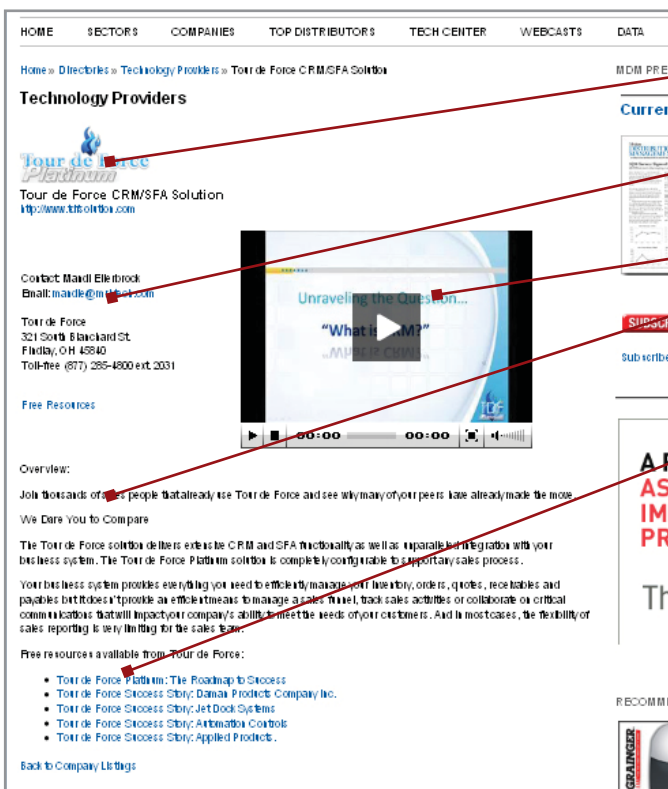 HOME SECTORS COMPANIES TOP DISTRIBUTORS TECH CENTER WEBCASTS DATA
Home » Directories » Technology Providers » Tour de Force CRM/SFA Solution
MDM PRE
Technology Providers
Curren
Tour de Force
Platinum
Tour de Force CRM/SFA Solution
http://www.tdfsolution.com
Contact: Mandi Ellerbrock
Unraveling the Question...
"What is CRM?"
Tour de Force
321 South Blanchard St.
Findlay, OH 45840
Toll-free (877) 285-4800 ext. 2031
TDF
SUBSCR
Subscribe
Free Resources
00:00 00:00
Overview:
Join thousands of sales people that already use Tour de Force and see why many of your peers have already made the move.
We Dare You to Compare
The Tour de Force solution delivers extensive CRM and SFA functionality as well as unparalleled integration with your
business system. The Tour de Force Platinum solution is completely configurable to support any sales process.
Your business system provides everything you need to efficiently manage your inventory, orders, quotes, receivables and
payables but it doesn't provide an efficient means to manage a sales funnel, track sales activities or collaborate on critical
communications that will impact your company's ability to meet the needs of your customers. And in most cases, the flexibility of
sales reporting is very limiting for the sales team.
Free resources available from Tour de Force:
• Tour de Force Platinum: The Roadmap to Success
• Tour de Force Success Story: Daman Products Company Inc.
• Tour de Force Success Story: Jet Dock Systems
• Tour de Force Success Story: Automation Controls
• Tour de Force Success Story: Applied Products.
Back to Company Listings
A F
AS
IM
PR
Th
RECOMM
GRAINGER